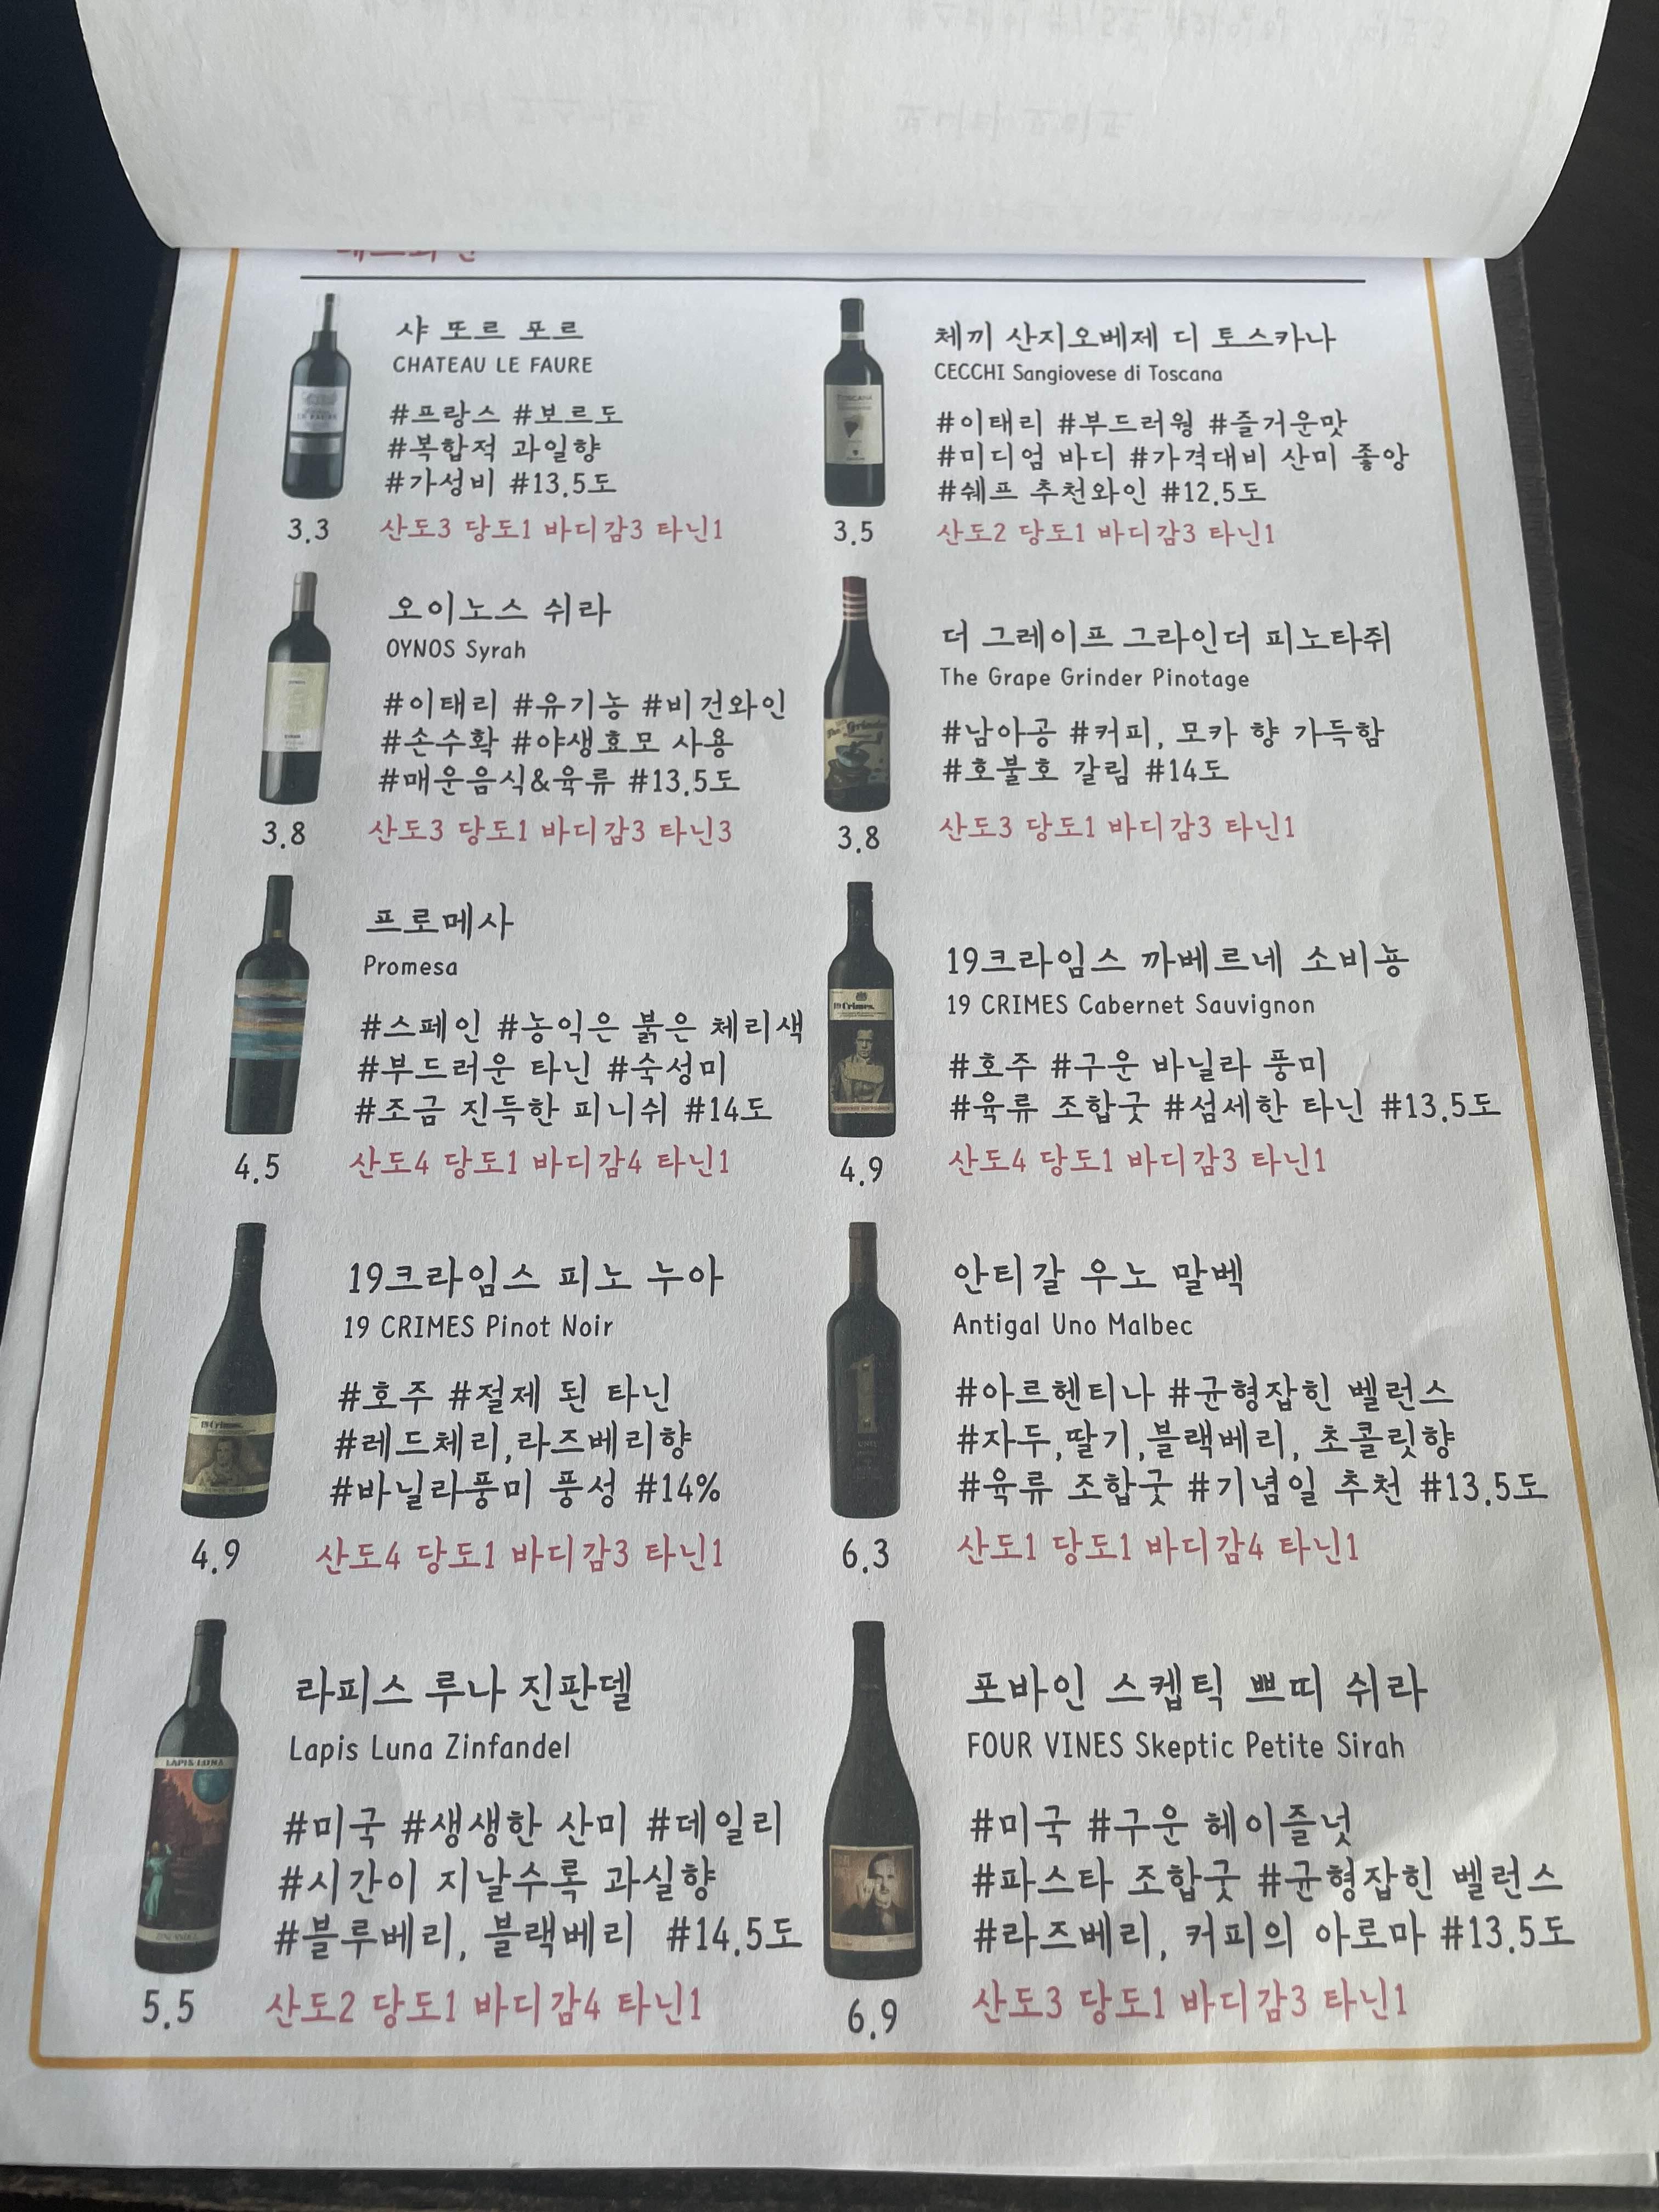 레드와인
샤 또르 포르
CHATEAU LE FAURE
#프랑스 #보르도
#복합적 과일향
#가성비 #13.5도
3.3 산도3 당도1 바디감3 타닌1
체끼 산지오베제 디 토스카나
CECCHI Sangiovese di Toscana
#이태리 #부드러웡 #즐거운맛
#미디엄 바디 #가격대비 산미 좋앙
#쉐프 추천와인 #12.5도
3.5 산도2 당도1 바디감3 타닌1
오이노스 쉬라
OYNOS Syrah
#이태리 #유기농 #비건와인
#손수확 #야생효모 사용
#매운음식&육류 #13.5도
3.8 산도3 당도1 바디감3 타닌3
더 그레이프 그라인더 피노타쥐
The Grape Grinder Pinotage
#남아공 #커피, 모카 향 가득함
#호불호 갈림 #14도
3.8 산도3 당도1 바디감3 타닌1
프로메사
Promesa
#스페인 #농익은 붉은 체리색
#부드러운 타닌 #숙성미
#조금 진득한 피니쉬 #14도
4.5 산도4 당도1 바디감4 타닌1
19 Crimes.
19크라임스 까베르네 소비뇽
19 CRIMES Cabernet Sauvignon
#호주 #구운 바닐라 풍미
#육류 조합굿 #섬세한 타닌 #13.5도
4.9 산도4 당도1 바디감3 타닌1
19 Crimes.
19크라임스 피노 누아
19 CRIMES Pinot Noir
#호주 #절제 된 타닌
#레드체리,라즈베리향
#바닐라풍미 풍성 #14%
4.9 산도4 당도1 바디감3 타닌1
1
UNO
안티갈 우노 말벡
Antigal Uno Malbec
#아르헨티나 #균형잡힌 벨런스
#자두,딸기,블랙베리, 초콜릿향
#육류 조합굿 #기념일 추천 #13.5도
6.3 산도1 당도1 바디감4 타닌1
LAPIS LUNA
라피스 루나 진판델
Lapis Luna Zinfandel
#미국 #생생한 산미 #데일리
#시간이 지날수록 과실향
#블루베리, 블랙베리 #14.5도
5.5 산도2 당도1 바디감4 타닌1
포바인 스켑틱 쁘띠 쉬라
FOUR VINES Skeptic Petite Sirah
#미국 #구운 헤이즐넛
#파스타 조합굿 #균형잡힌 벨런스
#라즈베리, 커피의 아로마 #13.5도
6.9 산도3 당도1 바디감3 타닌1